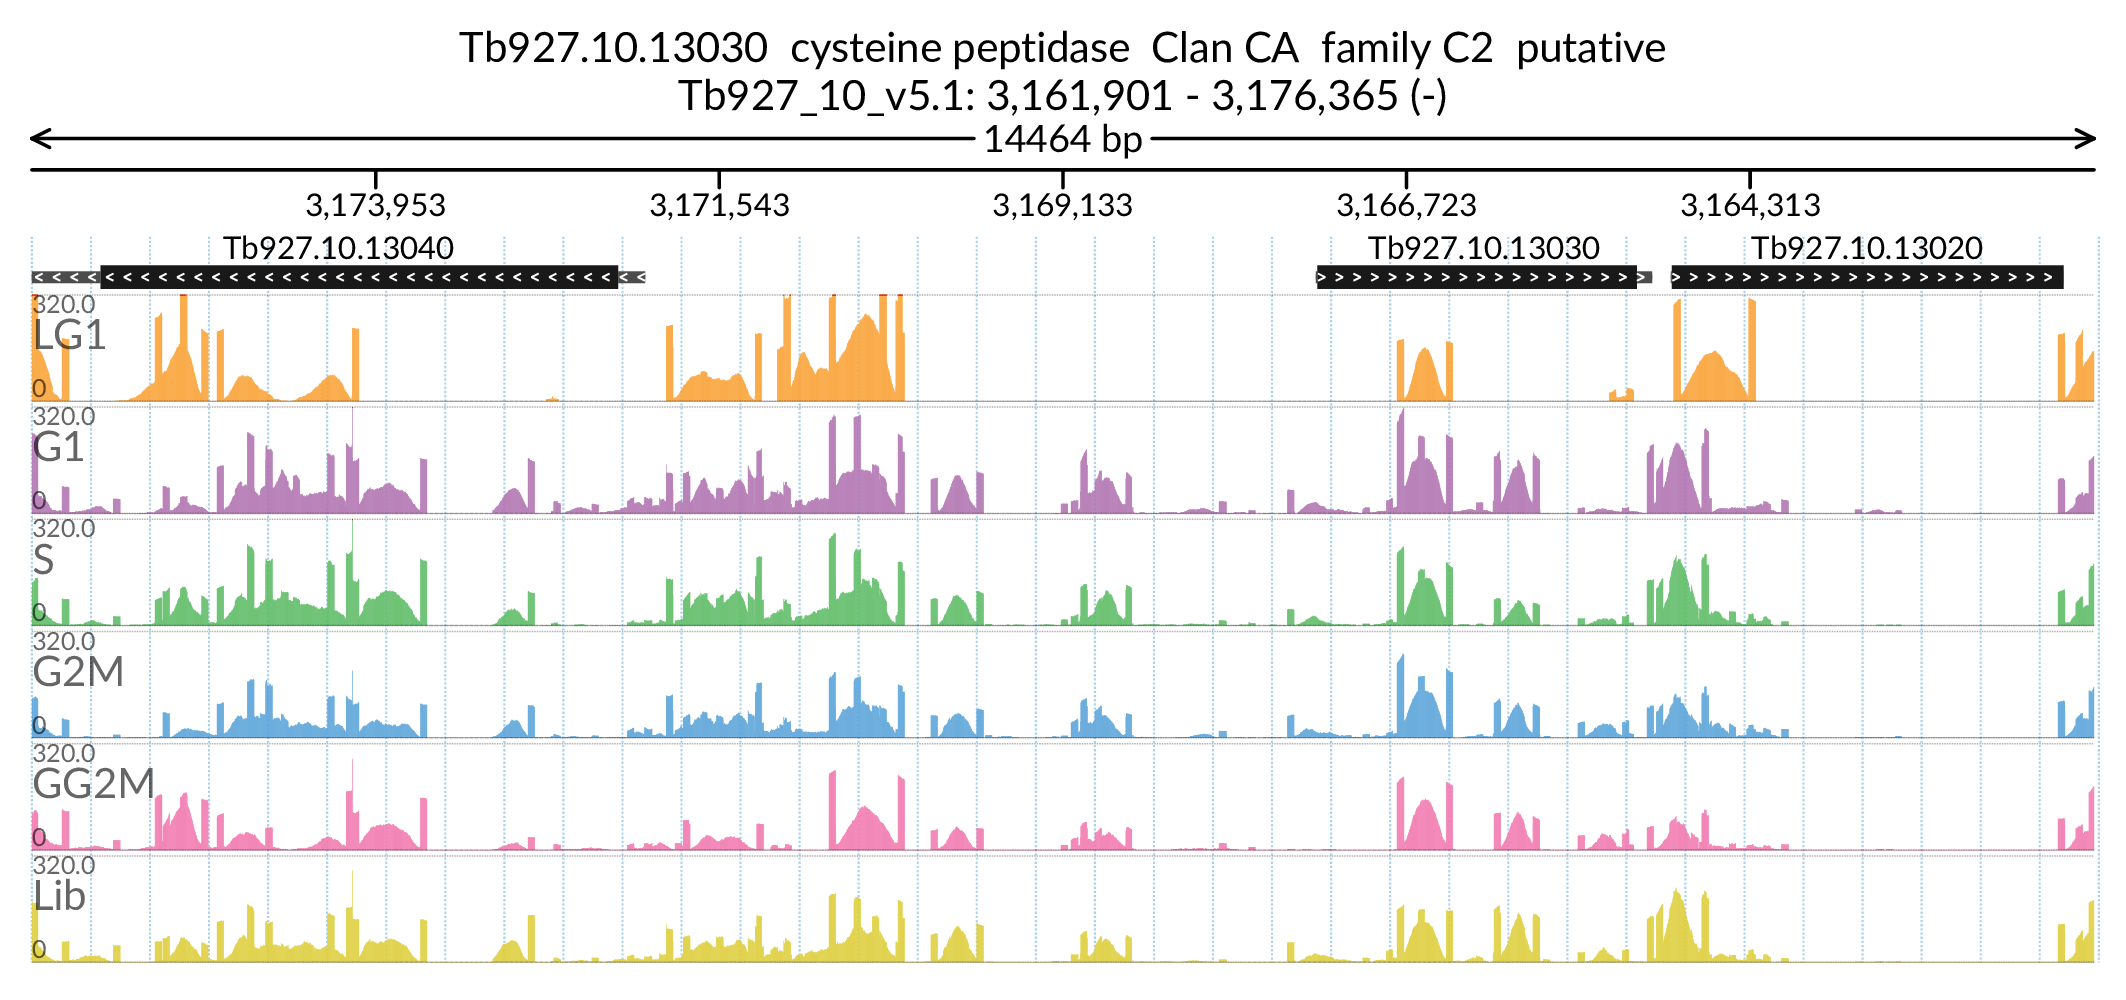 Tb927.10.13030 cysteine peptidase Clan CA family C2 putative
Tb927_10_v5.1: 3,161,901 - 3,176,365 (-)
14464 bp
3,173,953 3,171,543 3,169,133 3,166,723 3,164,313
Tb927.10.13040 Tb927.10.13030 Tb927.10.13020
320.0
LG1
0
320.0
G1
0
320.0
S
0
320.0
G2M
0
320.0
GG2M
0
320.0
Lib
0